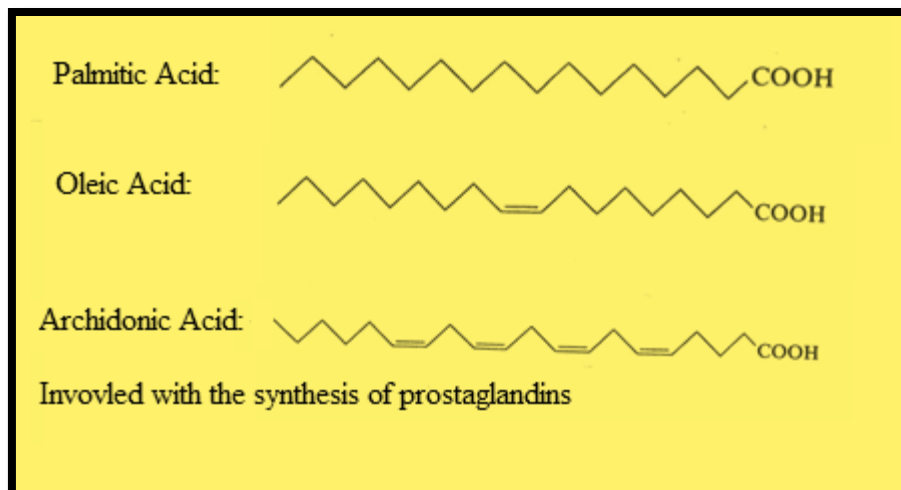 Palmitic Acid: COOH
Oleic Acid: COOH
Archidonic Acid: COOH
Invovled with the synthesis of prostaglandins